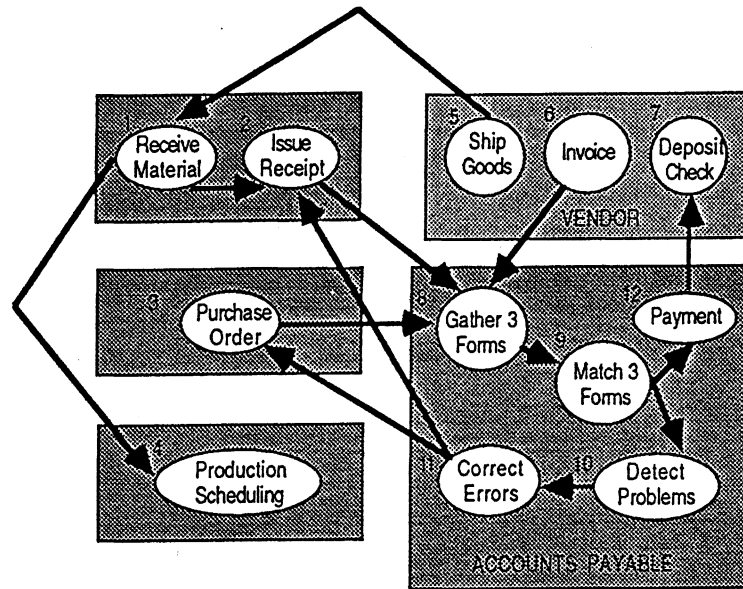 1
Receive
Material
2
Issue
Receipt
5
Ship
Goods
6
Invoice
7
Deposit
Check
VENDOR
Purchase
Order
8
Gather 3
Forms
9
Match 3
Forms
12
Payment
4
Production
Scheduling
11
Correct
Errors
10
Detect
Problems
ACCOUNTS PAYABLE